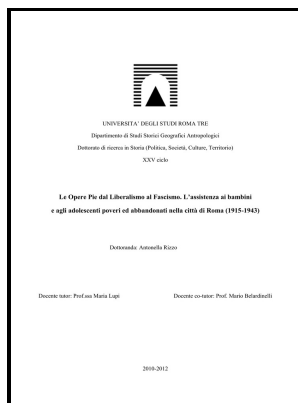 UNIVERSITA' DEGLI STUDI ROMA TRE
Dipartimento di Studi Storici Geografici Antropologici
Dottorato di ricerca in Storia (Politica, Società, Culture, Territorio)
XXV ciclo
Le Opere Pie dal Liberalismo al Fascismo. L'assistenza ai bambini
e agli adolescenti poveri ed abbandonati nella città di Roma (1915-1943)
Dottoranda: Antonella Rizzo
Docente tutor: Prof.ssa Maria Lupi Docente co-tutor: Prof. Mario Belardinelli
2010-2012